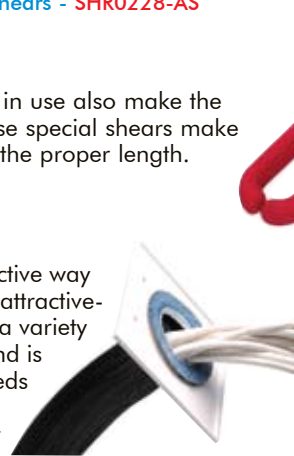 hears - SHR0228-AS
in use also make the
se special shears make
the proper length.
ctive way
attractive-
a variety
nd is
eds